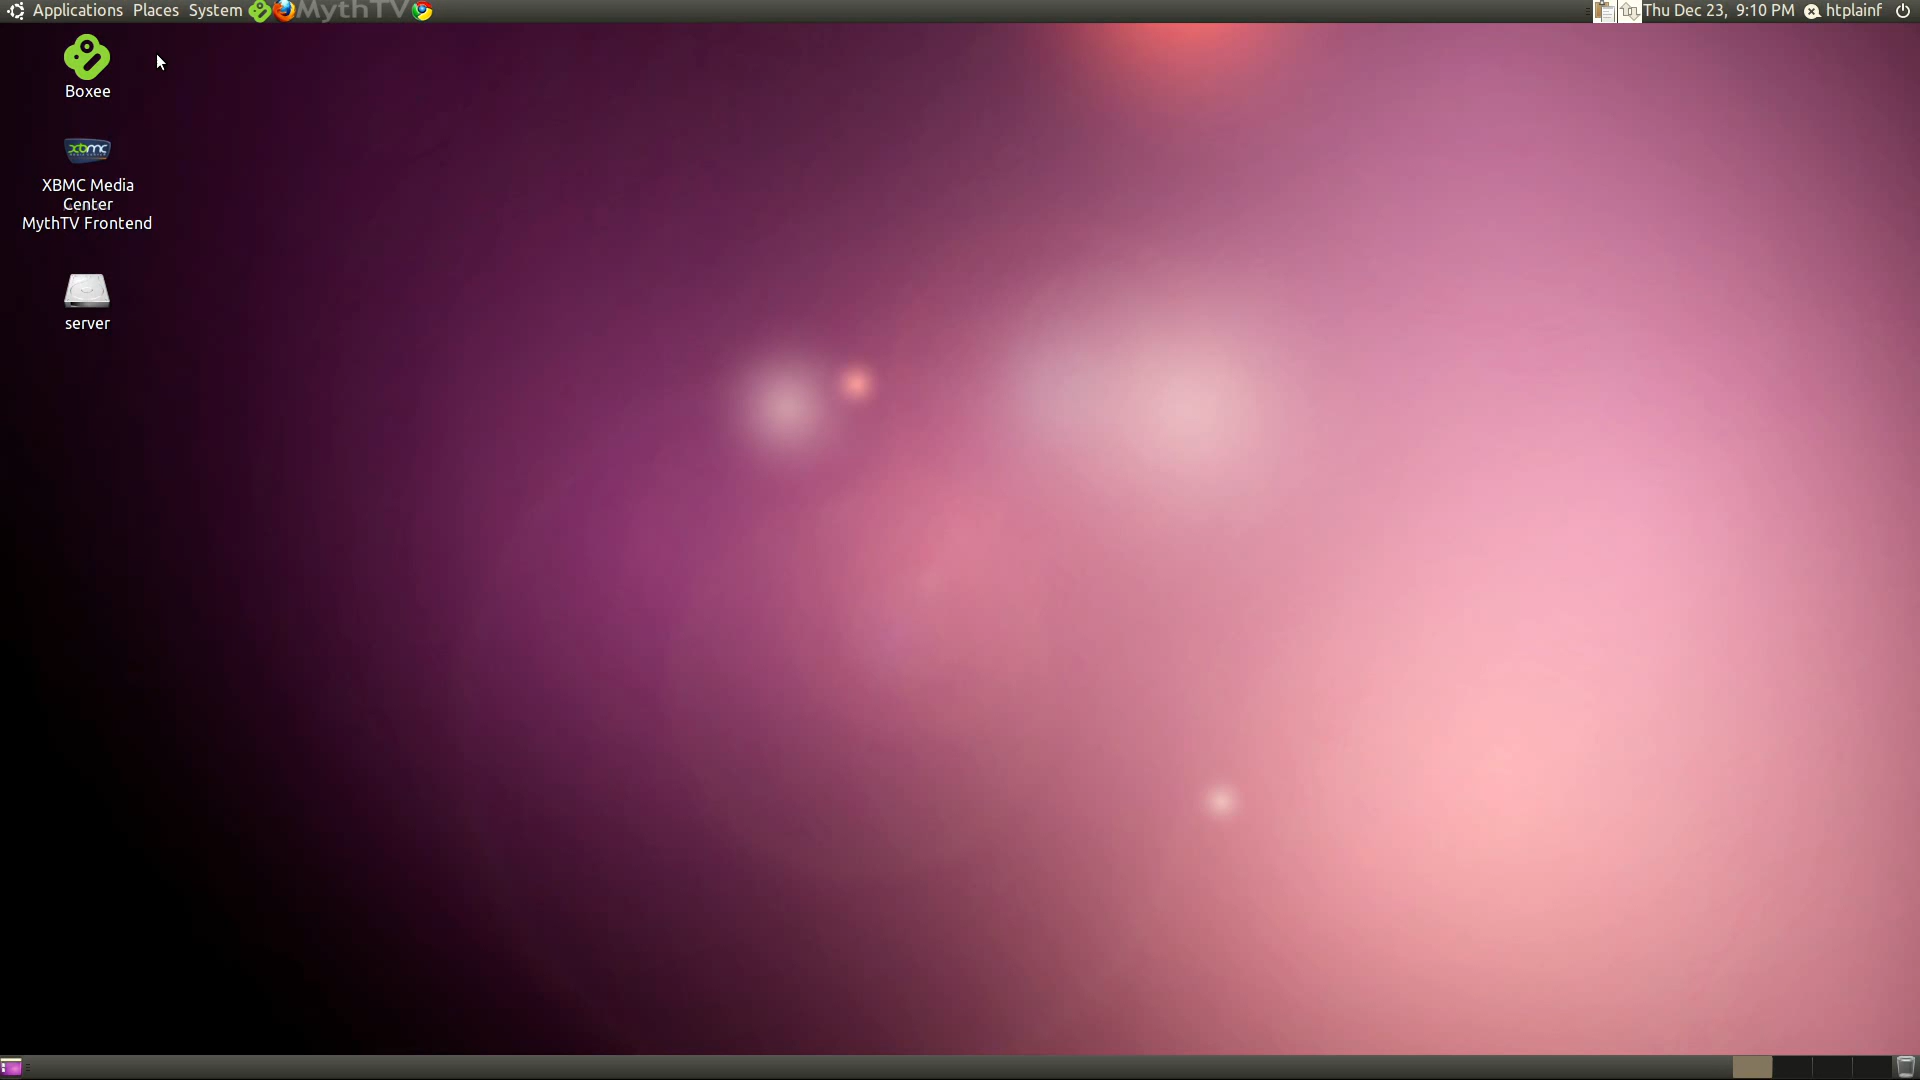 Applications Places System MythTV Thu Dec 23, 9:10 PM htplainf
Boxee
xbmc
XBMC Media
Center
MythTV Frontend
server